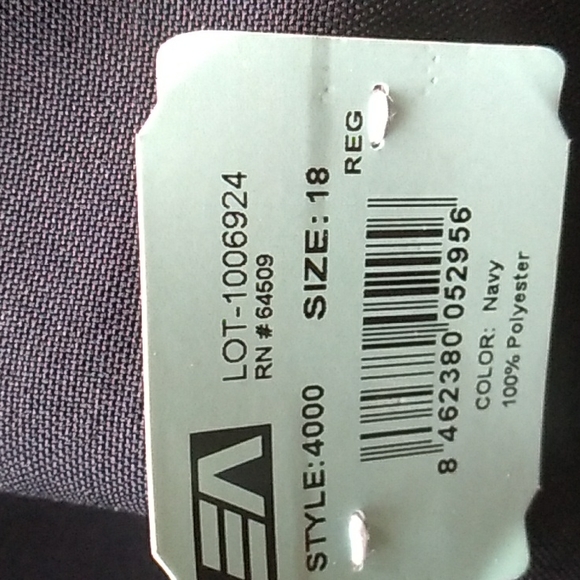 LOT-1006924
RN # 64509
STYLE: 4000 SIZE: 18
REG
8 462380 052956
COLOR: Navy
100% Polyester